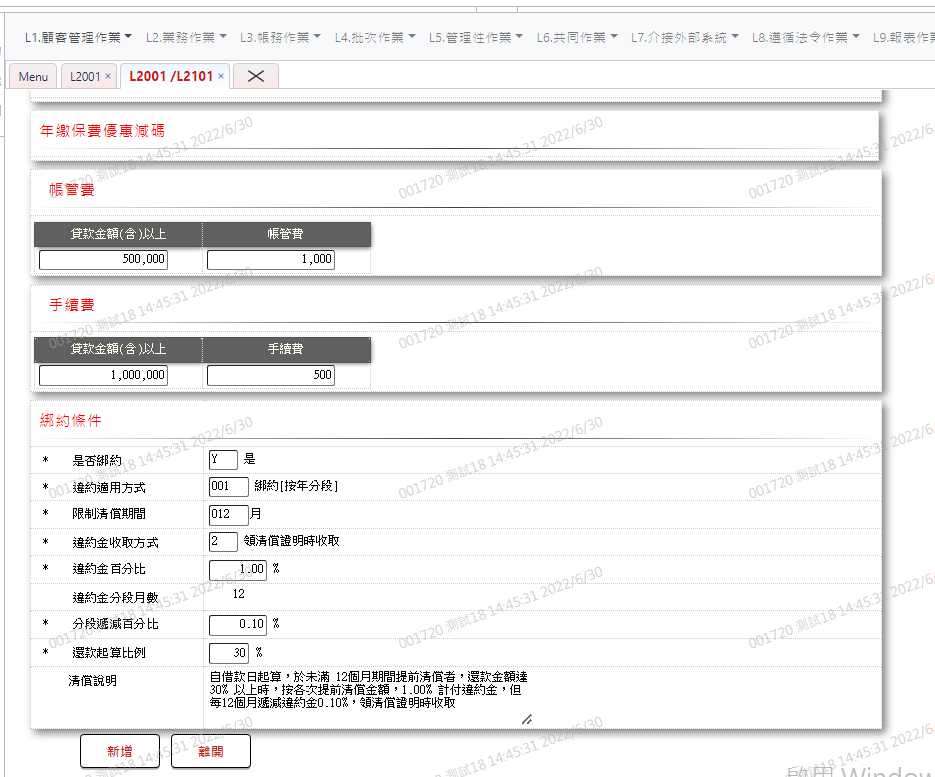 L1.顧客管理作業 L2.業務作業 L3.帳務作業 L4.批次作業 L5.管理性作業 L6.共同作業 L7.介接外部系統 L8.遵循法令作業 L9.報表作業
Menu L2001 × L2001 /L2101 ×
年繳保費優惠減碼
帳管費
貸款金額(含)以上 帳管費
500,000 1,000
手續費
貸款金額(含)以上 手續費
1,000,000 500
綁約條件
* 是否綁約 Y 是
* 違約適用方式 001 綁約[按年分段]
* 限制清償期間 012 月
* 違約金收取方式 2 領清償證明時收取
* 違約金百分比 1.00 %
違約金分段月數 12
* 分段遞減百分比 0.10 %
* 還款起算比例 30 %
清償說明 自借款日起算，於未滿 12個月期間提前清償者，還款金額達
30% 以上時，按各次提前清償金額，1.00% 計付違約金，但
每12個月遞減違約金0.10%，領清償證明時收取
新增 離開
001720 測試18 14:45:31 2022/6/30
啟用 Window